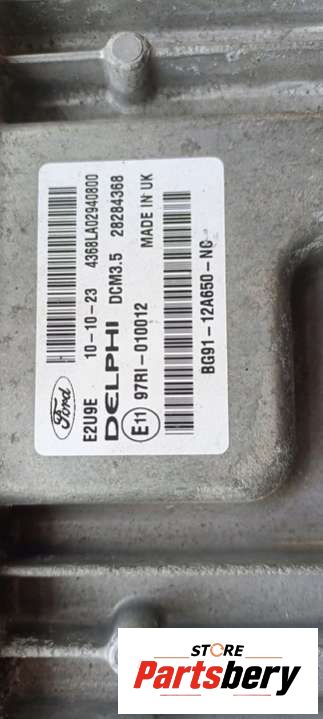 Ford
E2U9E 10-10-23 4368LA02940800
DELPHI DCM3.5 28284368
E11 97RI-010012 MADE IN UK
BG91-12A650-NG
STORE
Partsbery